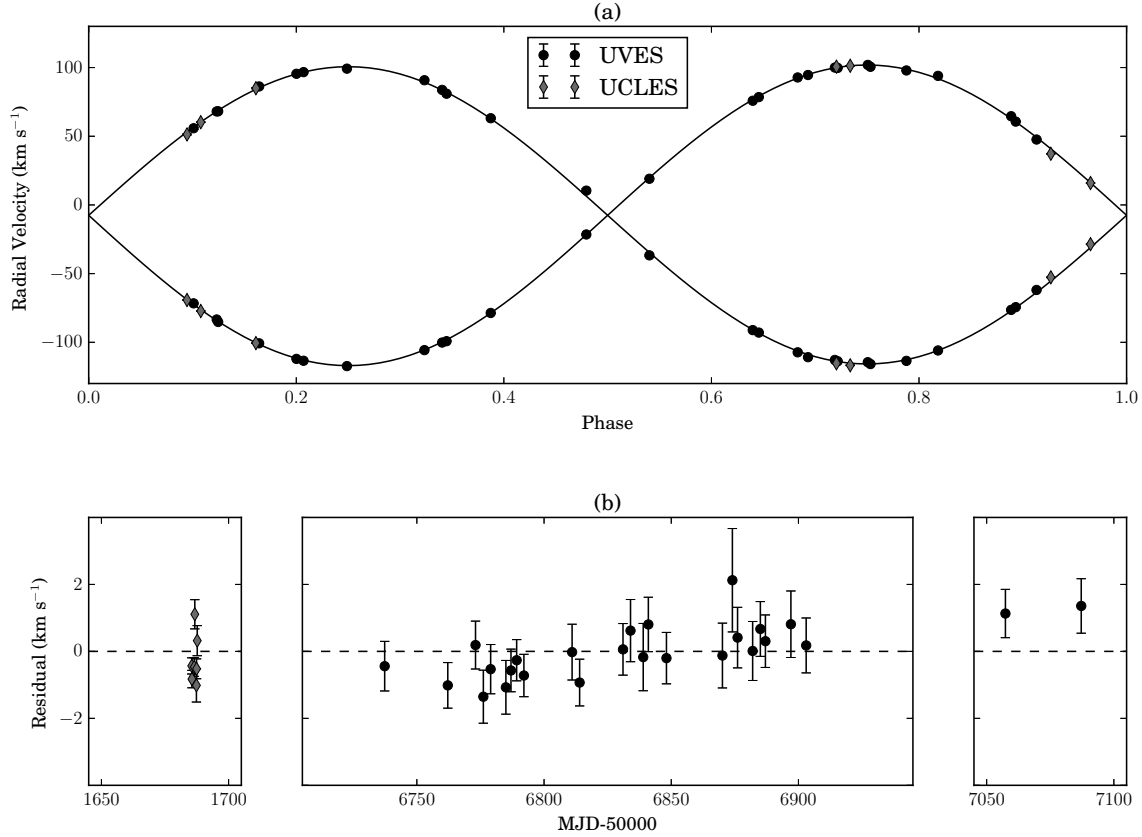 (a)
Radial Velocity (km s⁻¹)
100
50
0
−50
−100
UVES
UCLES
0.0 0.2 0.4 0.6 0.8 1.0
Phase
(b)
Residual (km s⁻¹)
2
0
−2
1650 1700 6750 6800 6850 6900 7050 7100
MJD-50000